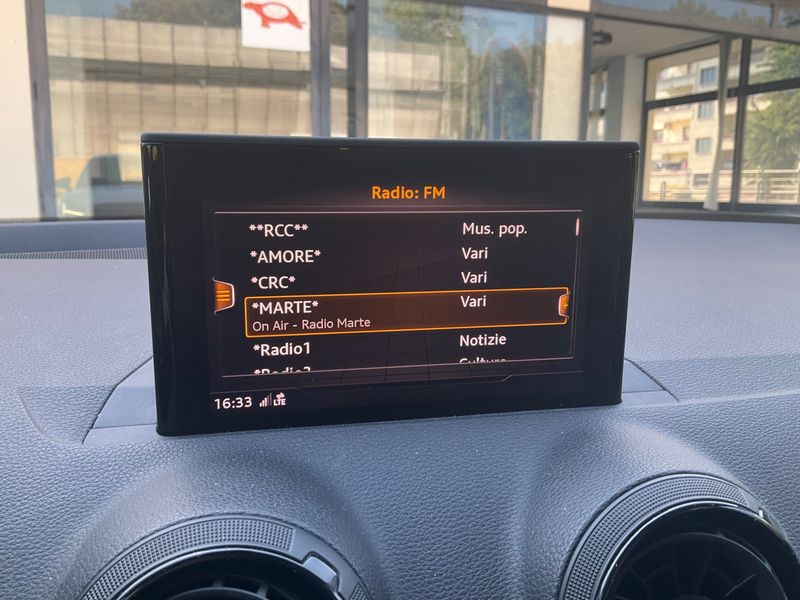 Radio: FM
**RCC** Mus. pop.
*AMORE* Vari
*CRC* Vari
*MARTE* Vari
On Air - Radio Marte
*Radio1 Notizie
16:33 LTE